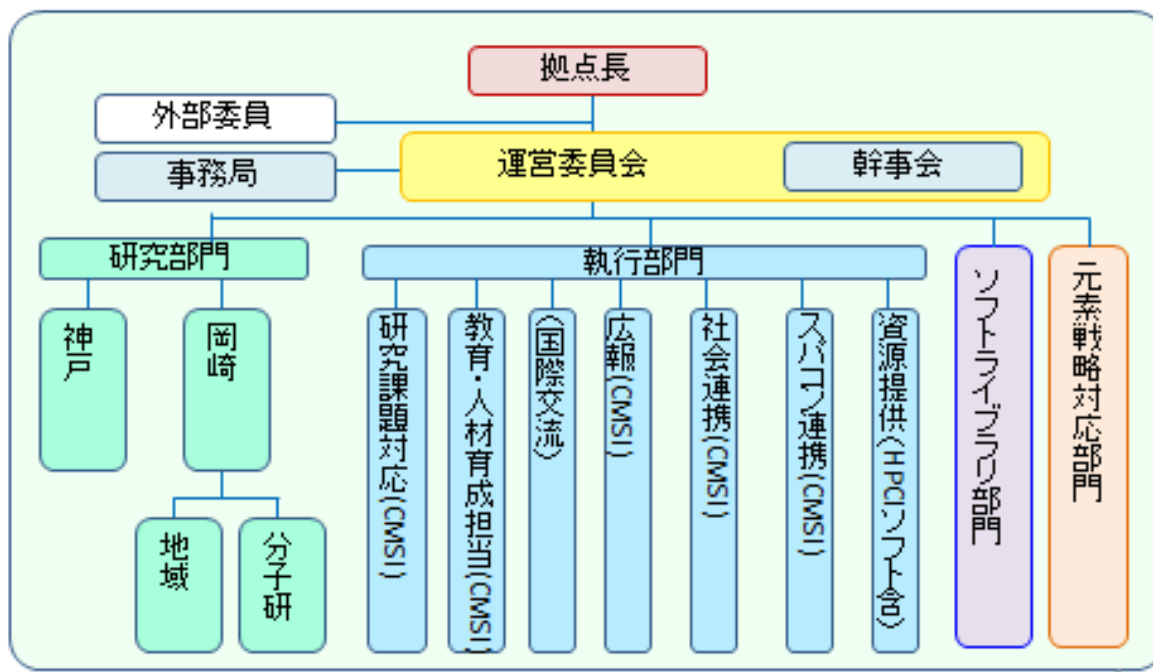 拠点長
外部委員
事務局
運営委員会
幹事会
研究部門
執行部門
神戸
岡崎
地域
分子研
研究課題対応(CMSI)
教育・人材育成担当(CMSI)
(国際交流)
広報(CMSI)
社会連携(CMSI)
スパコン連携(CMSI)
資源提供(HPCIソフト含)
ソフトライブラリ部門
元素戦略対応部門